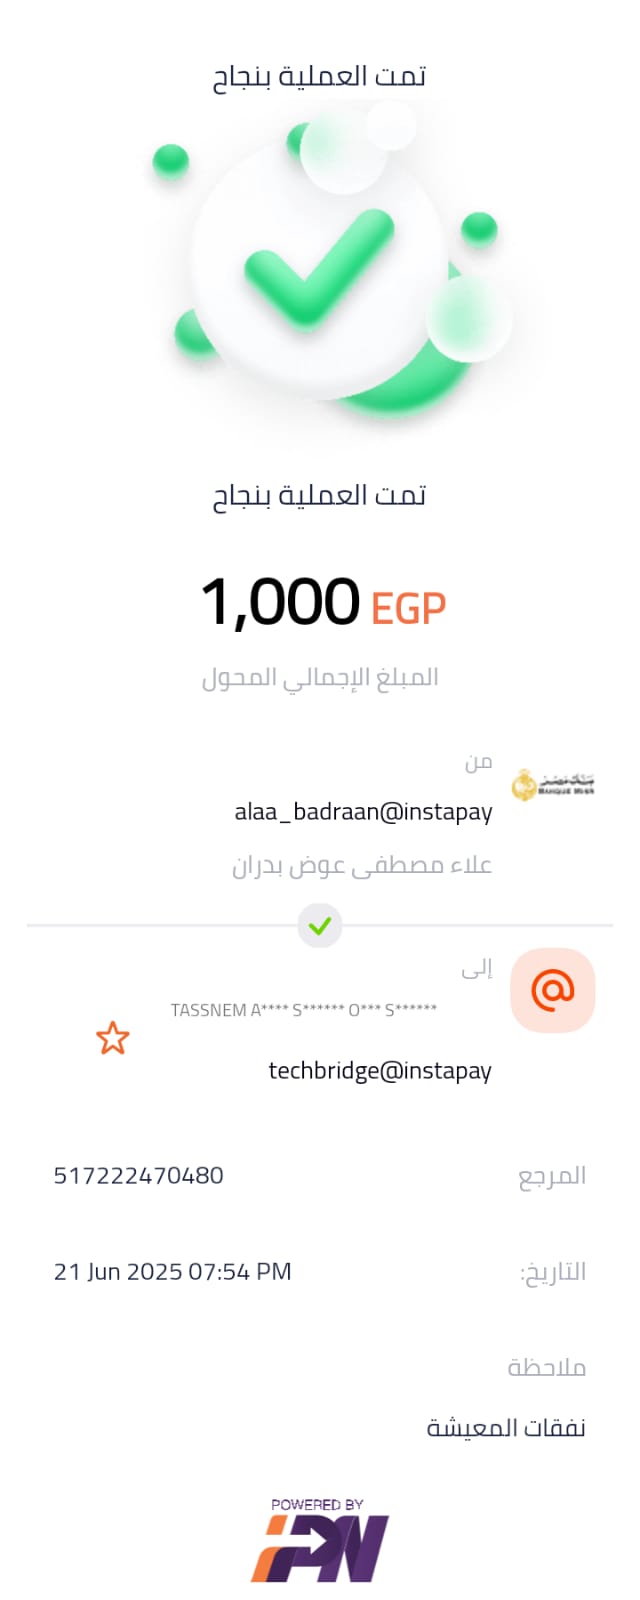 تمت العملية بنجاح
تمت العملية بنجاح
1,000 EGP
المبلغ الإجمالي المحول
من
بنك مصر
BANQUE MISR
alaa_badraan@instapay
علاء مصطفى عوض بدران
إلى
TASSNEM A**** S****** O*** S******
techbridge@instapay
المرجع 517222470480
التاريخ: 21 Jun 2025 07:54 PM
ملاحظة
نفقات المعيشة
POWERED BY
IPN